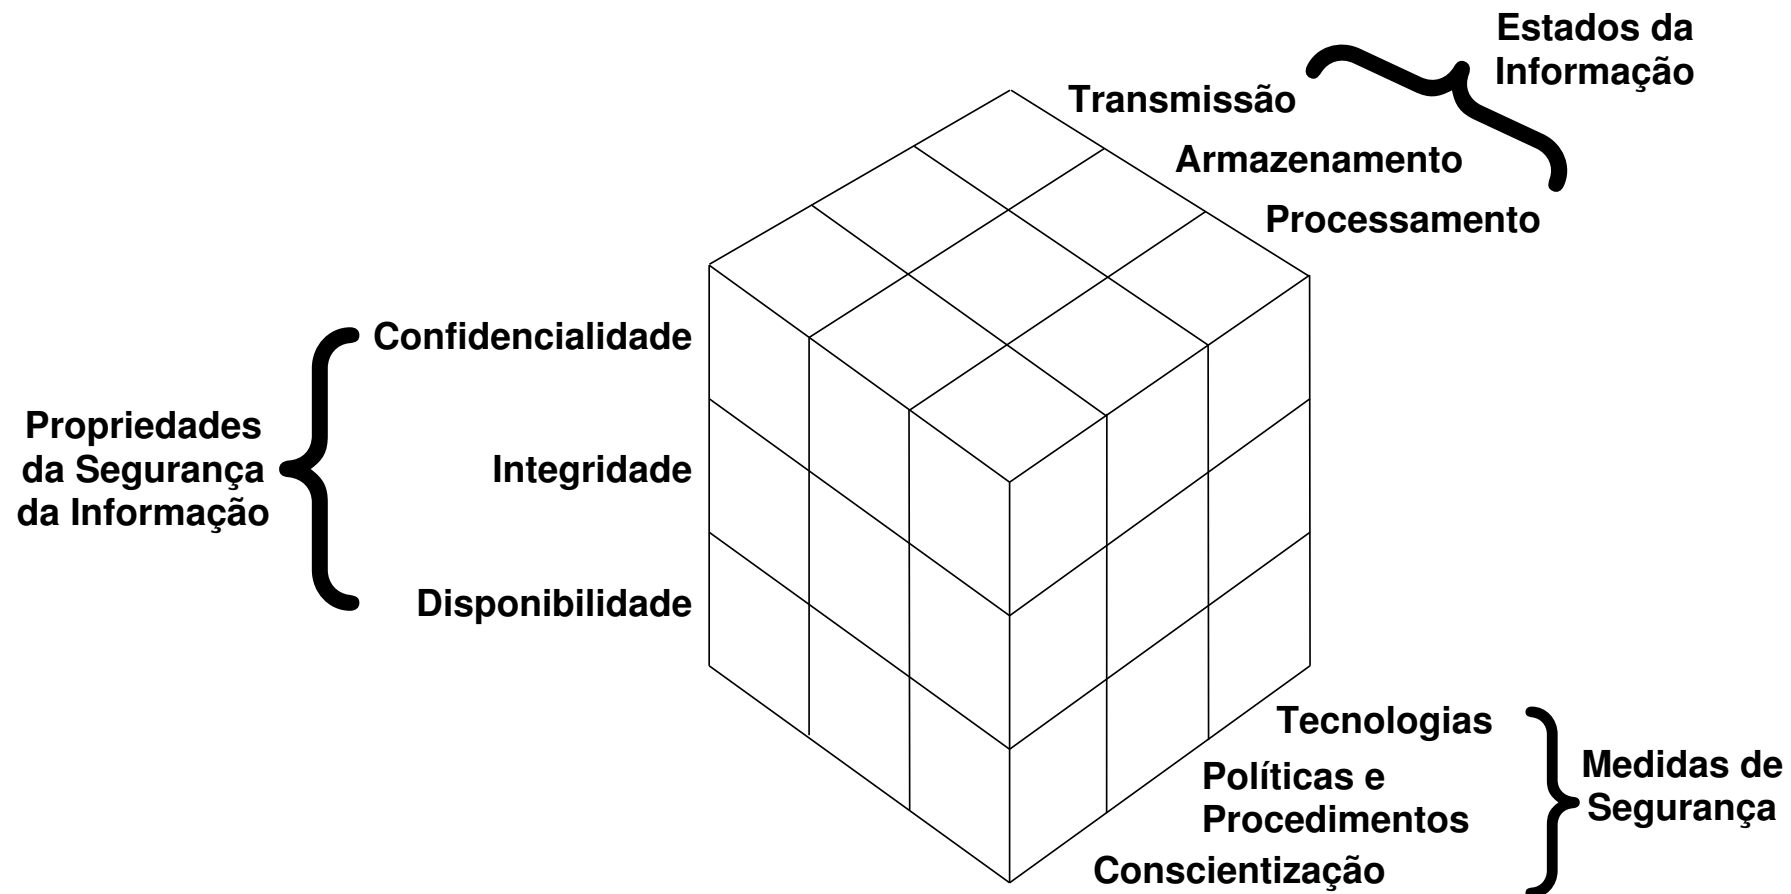 Estados da
Informação
Transmissão
Armazenamento
Processamento
Confidencialidade
Propriedades
da Segurança
da Informação
Integridade
Disponibilidade
Tecnologias
Políticas e
Procedimentos
Conscientização
Medidas de
Segurança